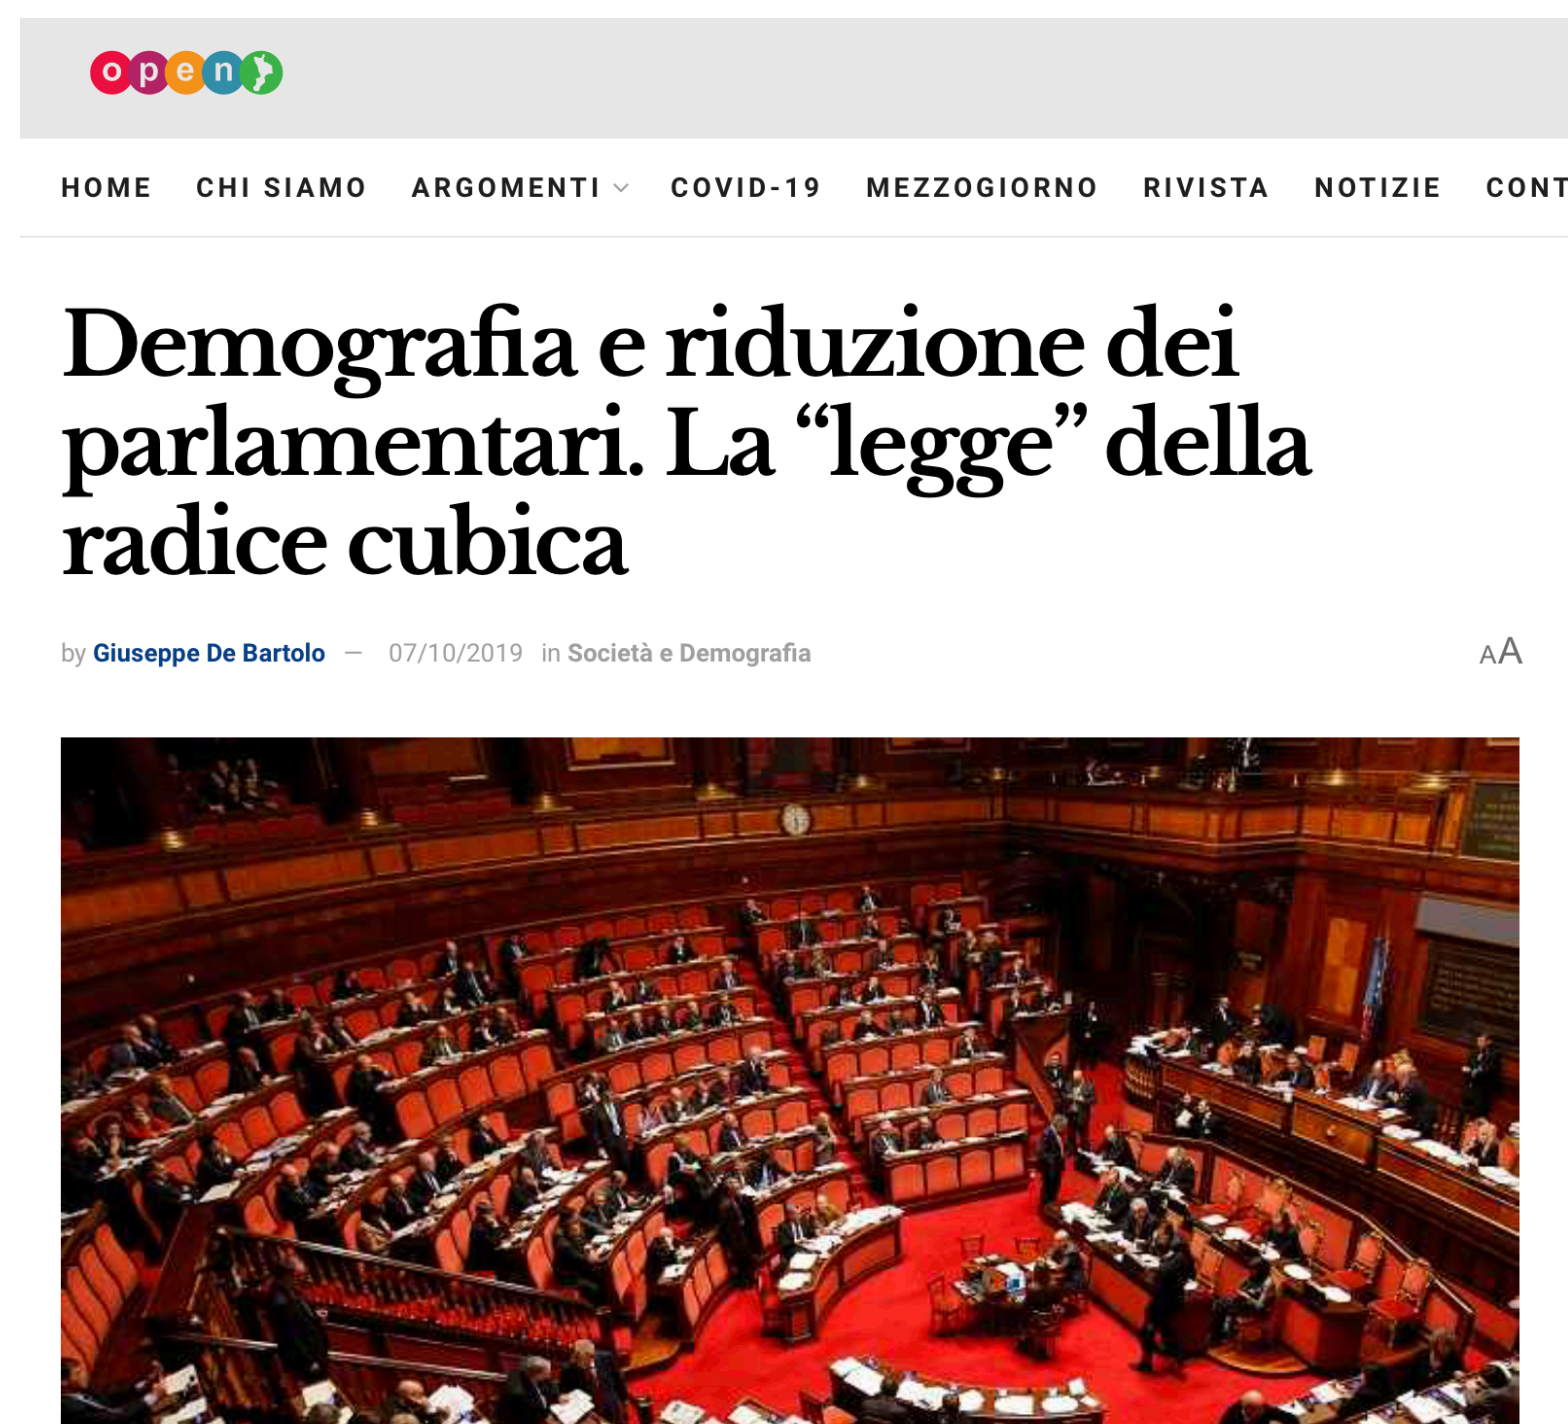 open
HOME CHI SIAMO ARGOMENTI COVID-19 MEZZOGIORNO RIVISTA NOTIZIE CONT
Demografia e riduzione dei
parlamentari. La “legge” della
radice cubica
by Giuseppe De Bartolo — 07/10/2019 in Società e Demografia AA